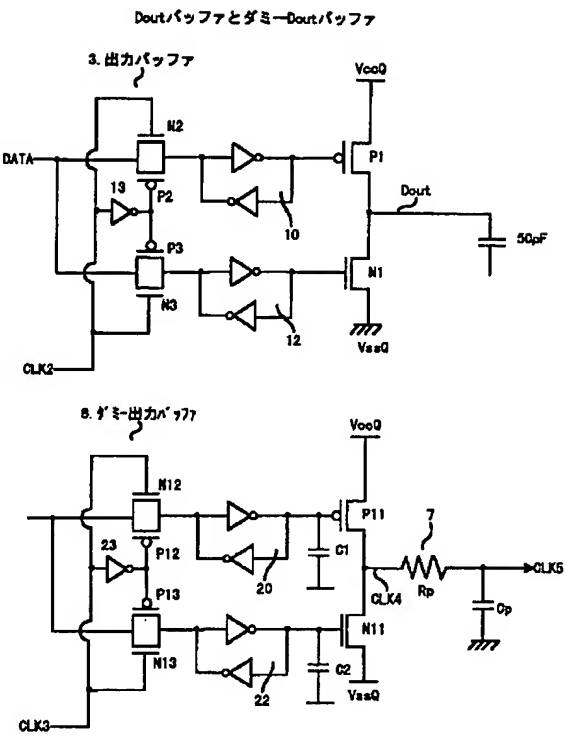 DoutバッファとダミーDoutバッファ
3. 出力バッファ
VccQ
N2
DATA
13
P2
10
P1
Dout
50pF
P3
N3
12
N1
VssQ
CLK2
6. ダミー出力バッファ
VccQ
N12
23
P12
20
C1
P11
7
CLK5
CLK4
Rp
Cp
P13
N13
22
C2
N11
VssQ
CLK3